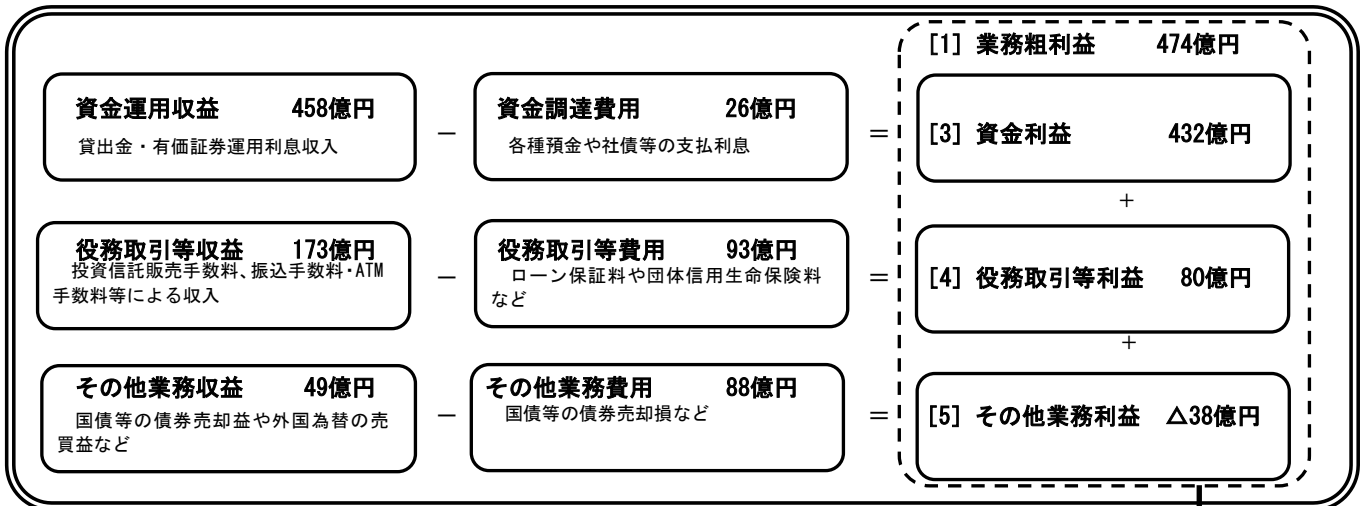 [1] 業務粗利益 474億円
資金運用収益 458億円
貸出金・有価証券運用利息収入
－
資金調達費用 26億円
各種預金や社債等の支払利息
＝
[3] 資金利益 432億円
＋
役務取引等収益 173億円
投資信託販売手数料、振込手数料・ATM
手数料等による収入
－
役務取引等費用 93億円
ローン保証料や団体信用生命保険料
など
＝
[4] 役務取引等利益 80億円
＋
その他業務収益 49億円
国債等の債券売却益や外国為替の売
買益など
－
その他業務費用 88億円
国債等の債券売却損など
＝
[5] その他業務利益 △38億円